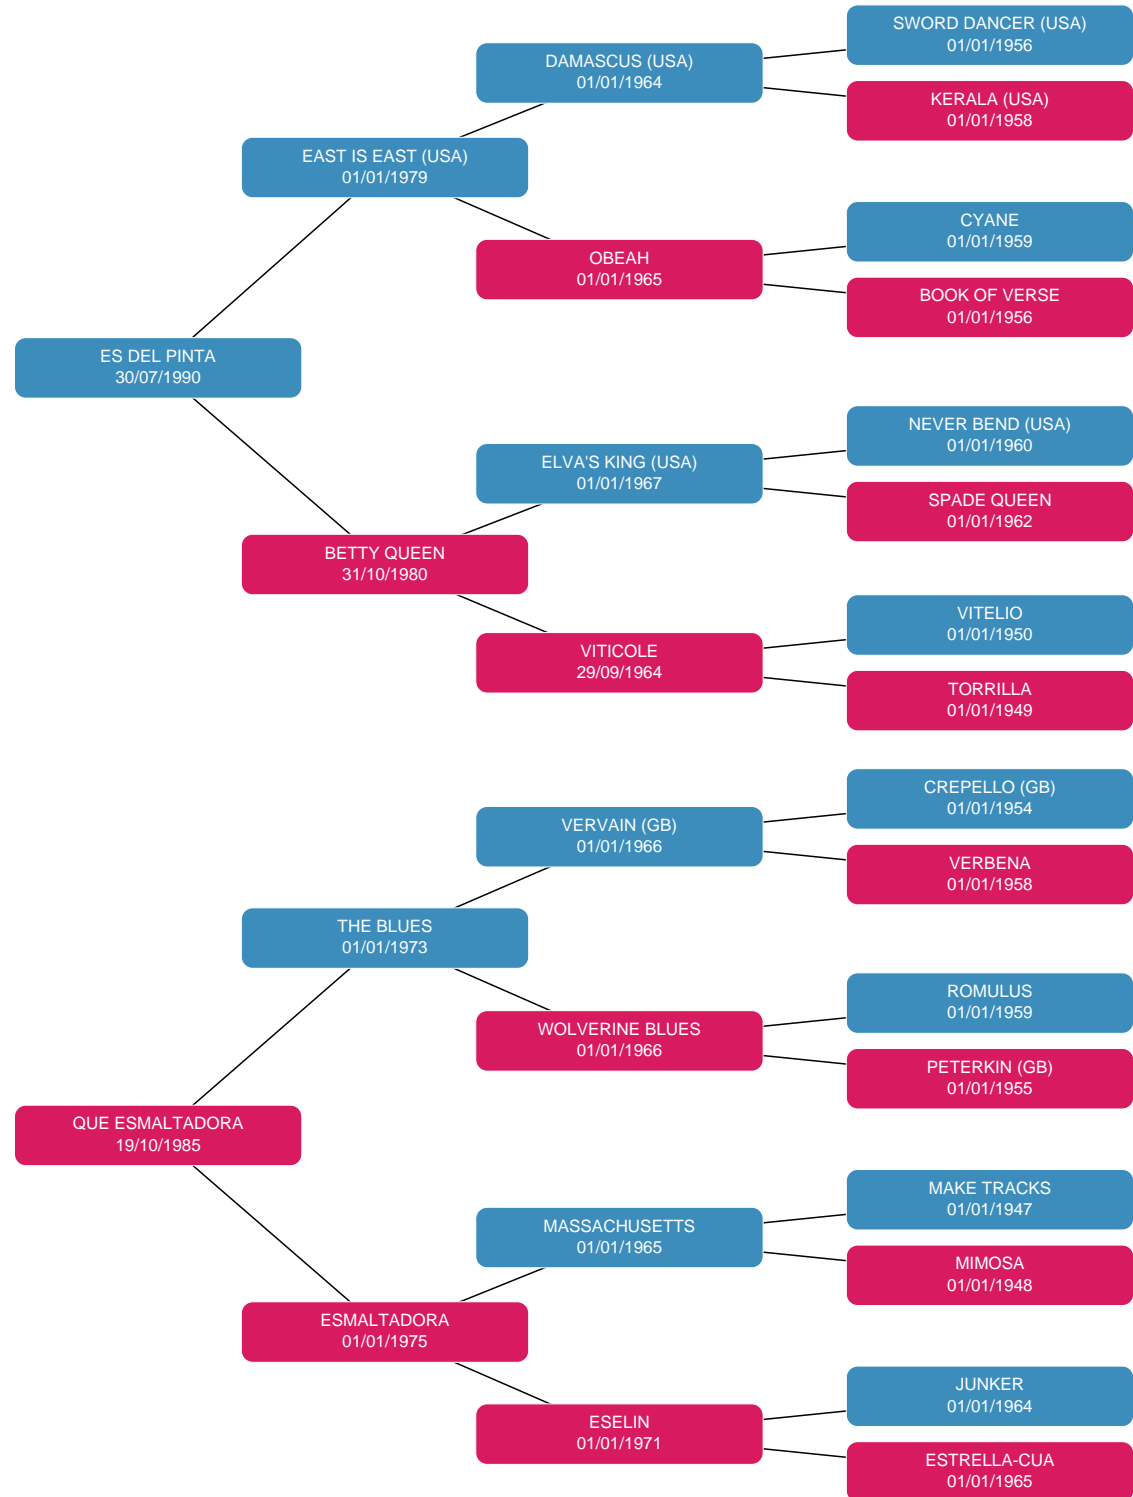 SWORD DANCER (USA)
01/01/1956
DAMASCUS (USA)
01/01/1964
KERALA (USA)
01/01/1958
EAST IS EAST (USA)
01/01/1979
CYANE
01/01/1959
OBEAH
01/01/1965
BOOK OF VERSE
01/01/1956
ES DEL PINTA
30/07/1990
NEVER BEND (USA)
01/01/1960
ELVA'S KING (USA)
01/01/1967
SPADE QUEEN
01/01/1962
BETTY QUEEN
31/10/1980
VITELIO
01/01/1950
VITICOLE
29/09/1964
TORRILLA
01/01/1949
CREPELLO (GB)
01/01/1954
VERVAIN (GB)
01/01/1966
VERBENA
01/01/1958
THE BLUES
01/01/1973
ROMULUS
01/01/1959
WOLVERINE BLUES
01/01/1966
PETERKIN (GB)
01/01/1955
QUE ESMALTADORA
19/10/1985
MAKE TRACKS
01/01/1947
MASSACHUSETTS
01/01/1965
MIMOSA
01/01/1948
ESMALTADORA
01/01/1975
JUNKER
01/01/1964
ESELIN
01/01/1971
ESTRELLA-CUA
01/01/1965